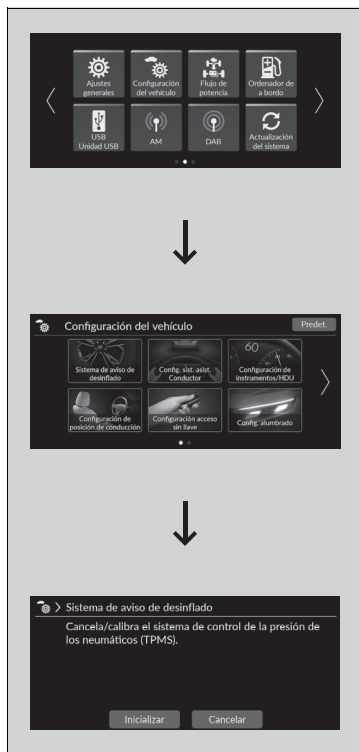 Ajustes
generales
Configuración
del vehículo
Flujo de
potencia
Ordenador de
a bordo
USB
Unidad USB
AM
DAB
Actualización
del sistema
Configuración del vehículo
Predet.
Sistema de aviso de
desinflado
Config. sist. asist.
Conductor
60
Configuración de
instrumentos/HDU
Configuración de
posición de conducción
Configuración acceso
sin llave
Config. alumbrado
Sistema de aviso de desinflado
Cancela/calibra el sistema de control de la presión de
los neumáticos (TPMS).
Inicializar
Cancelar